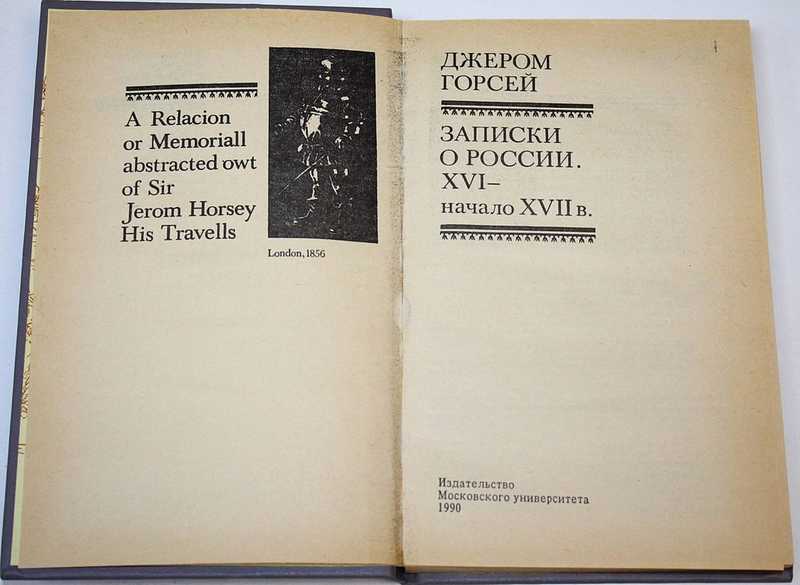 A Relacion
or Memoriall
abstracted owt
of Sir
Jerom Horsey
His Travells
London, 1856
ДЖЕРОМ
ГОРСЕЙ
ЗАПИСКИ
О РОССИИ.
XVI–
начало XVII в.
Издательство
Московского университета
1990